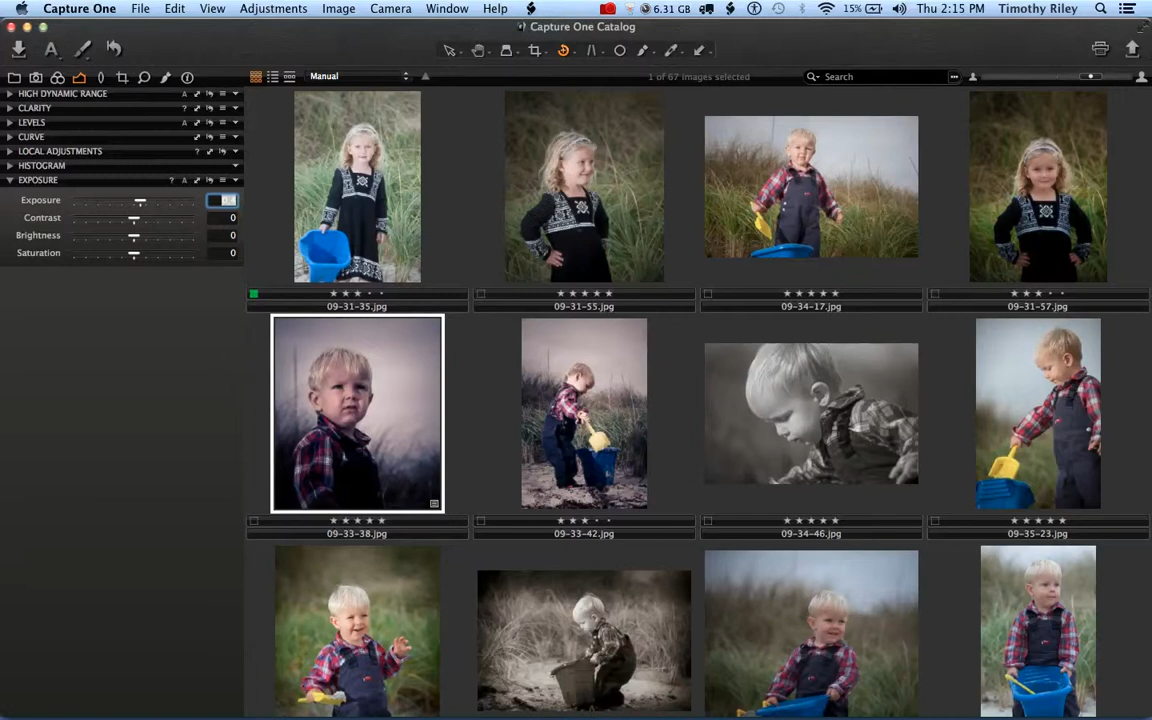 Capture One File Edit View Adjustments Image Camera Window Help 6.31 GB 15% Thu 2:15 PM Timothy Riley
Capture One Catalog
Manual 1 of 67 images selected Search
HIGH DYNAMIC RANGE A
CLARITY ?
LEVELS A
CURVE
LOCAL ADJUSTMENTS ?
HISTOGRAM
EXPOSURE ? A
Exposure
Contrast 0
Brightness 0
Saturation 0
09-31-35.jpg 09-31-55.jpg 09-34-17.jpg 09-31-57.jpg
09-33-38.jpg 09-33-42.jpg 09-34-46.jpg 09-35-23.jpg